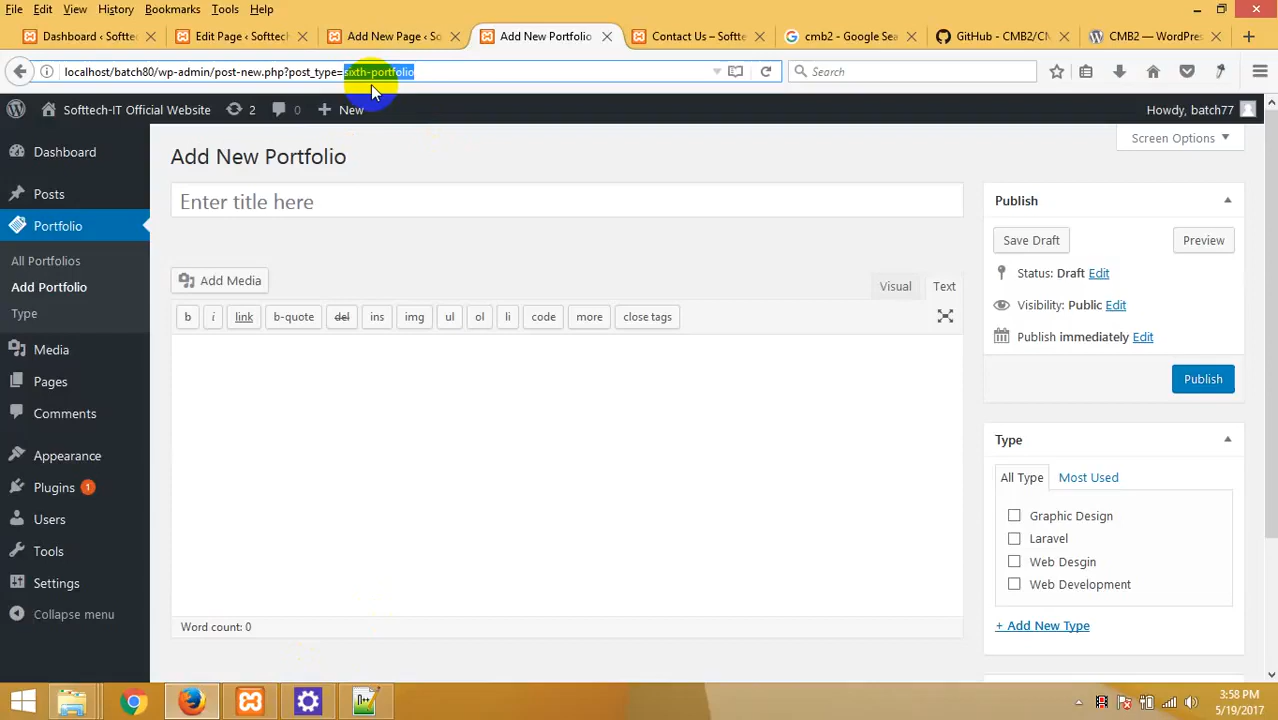 File Edit View History Bookmarks Tools Help
Dashboard ‹ Softtec
Edit Page ‹ Softtec
Add New Page ‹ So
Add New Portfolio
Contact Us – Softte
cmb2 - Google Sea
GitHub - CMB2/CM
CMB2 — WordPres
localhost/batch80/wp-admin/post-new.php?post_type=sixth-portfolio
Search
Softtech-IT Official Website 2 0 New
Howdy, batch77
Screen Options
Dashboard
Posts
Portfolio
All Portfolios
Add Portfolio
Type
Media
Pages
Comments
Appearance
Plugins 1
Users
Tools
Settings
Collapse menu
Add New Portfolio
Enter title here
Add Media
Visual Text
b i link b-quote del ins img ul ol li code more close tags
Word count: 0
Publish
Save Draft Preview
Status: Draft Edit
Visibility: Public Edit
Publish immediately Edit
Publish
Type
All Type Most Used
Graphic Design
Laravel
Web Desgin
Web Development
+ Add New Type
3:58 PM
5/19/2017